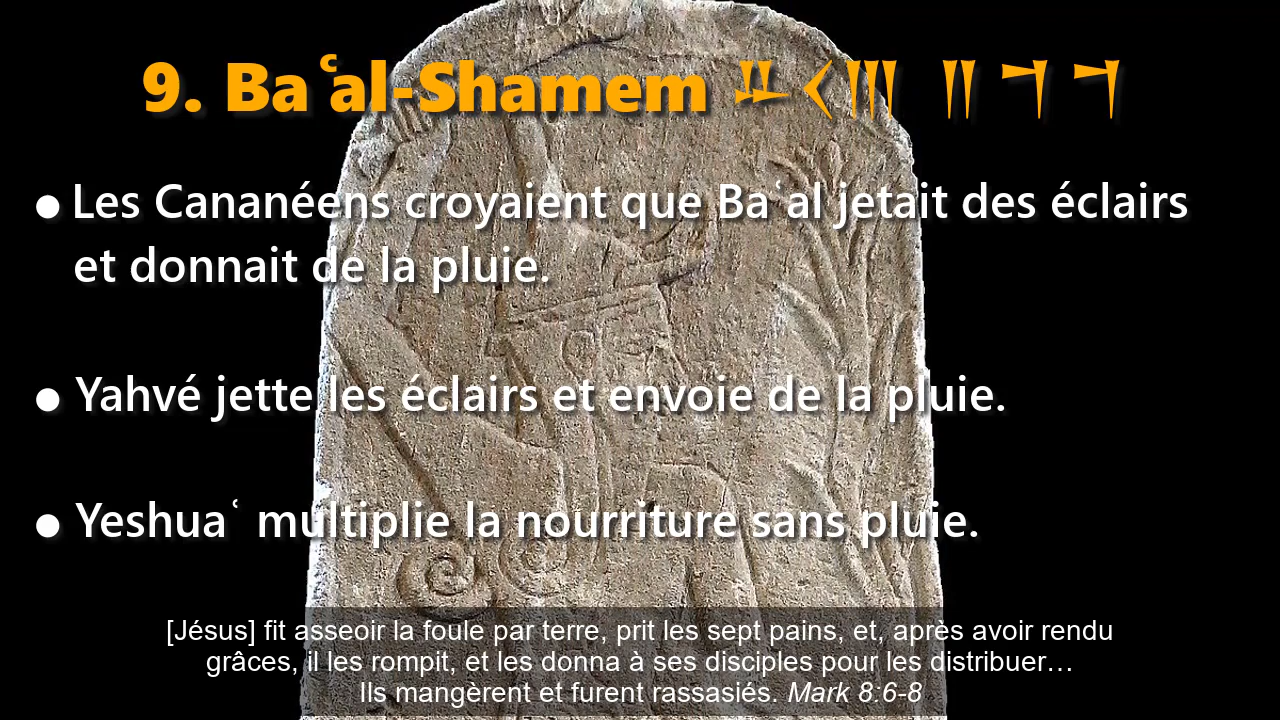 9. Baʿal-Shamem 𐎁𐎓𐎍 𐎕𐎎𐎎
● Les Cananéens croyaient que Baʿal jetait des éclairs
et donnait de la pluie.
● Yahvé jette les éclairs et envoie de la pluie.
● Yeshuaʿ multiplie la nourriture sans pluie.
[Jésus] fit asseoir la foule par terre, prit les sept pains, et, après avoir rendu
grâces, il les rompit, et les donna à ses disciples pour les distribuer…
Ils mangèrent et furent rassasiés. Mark 8:6-8